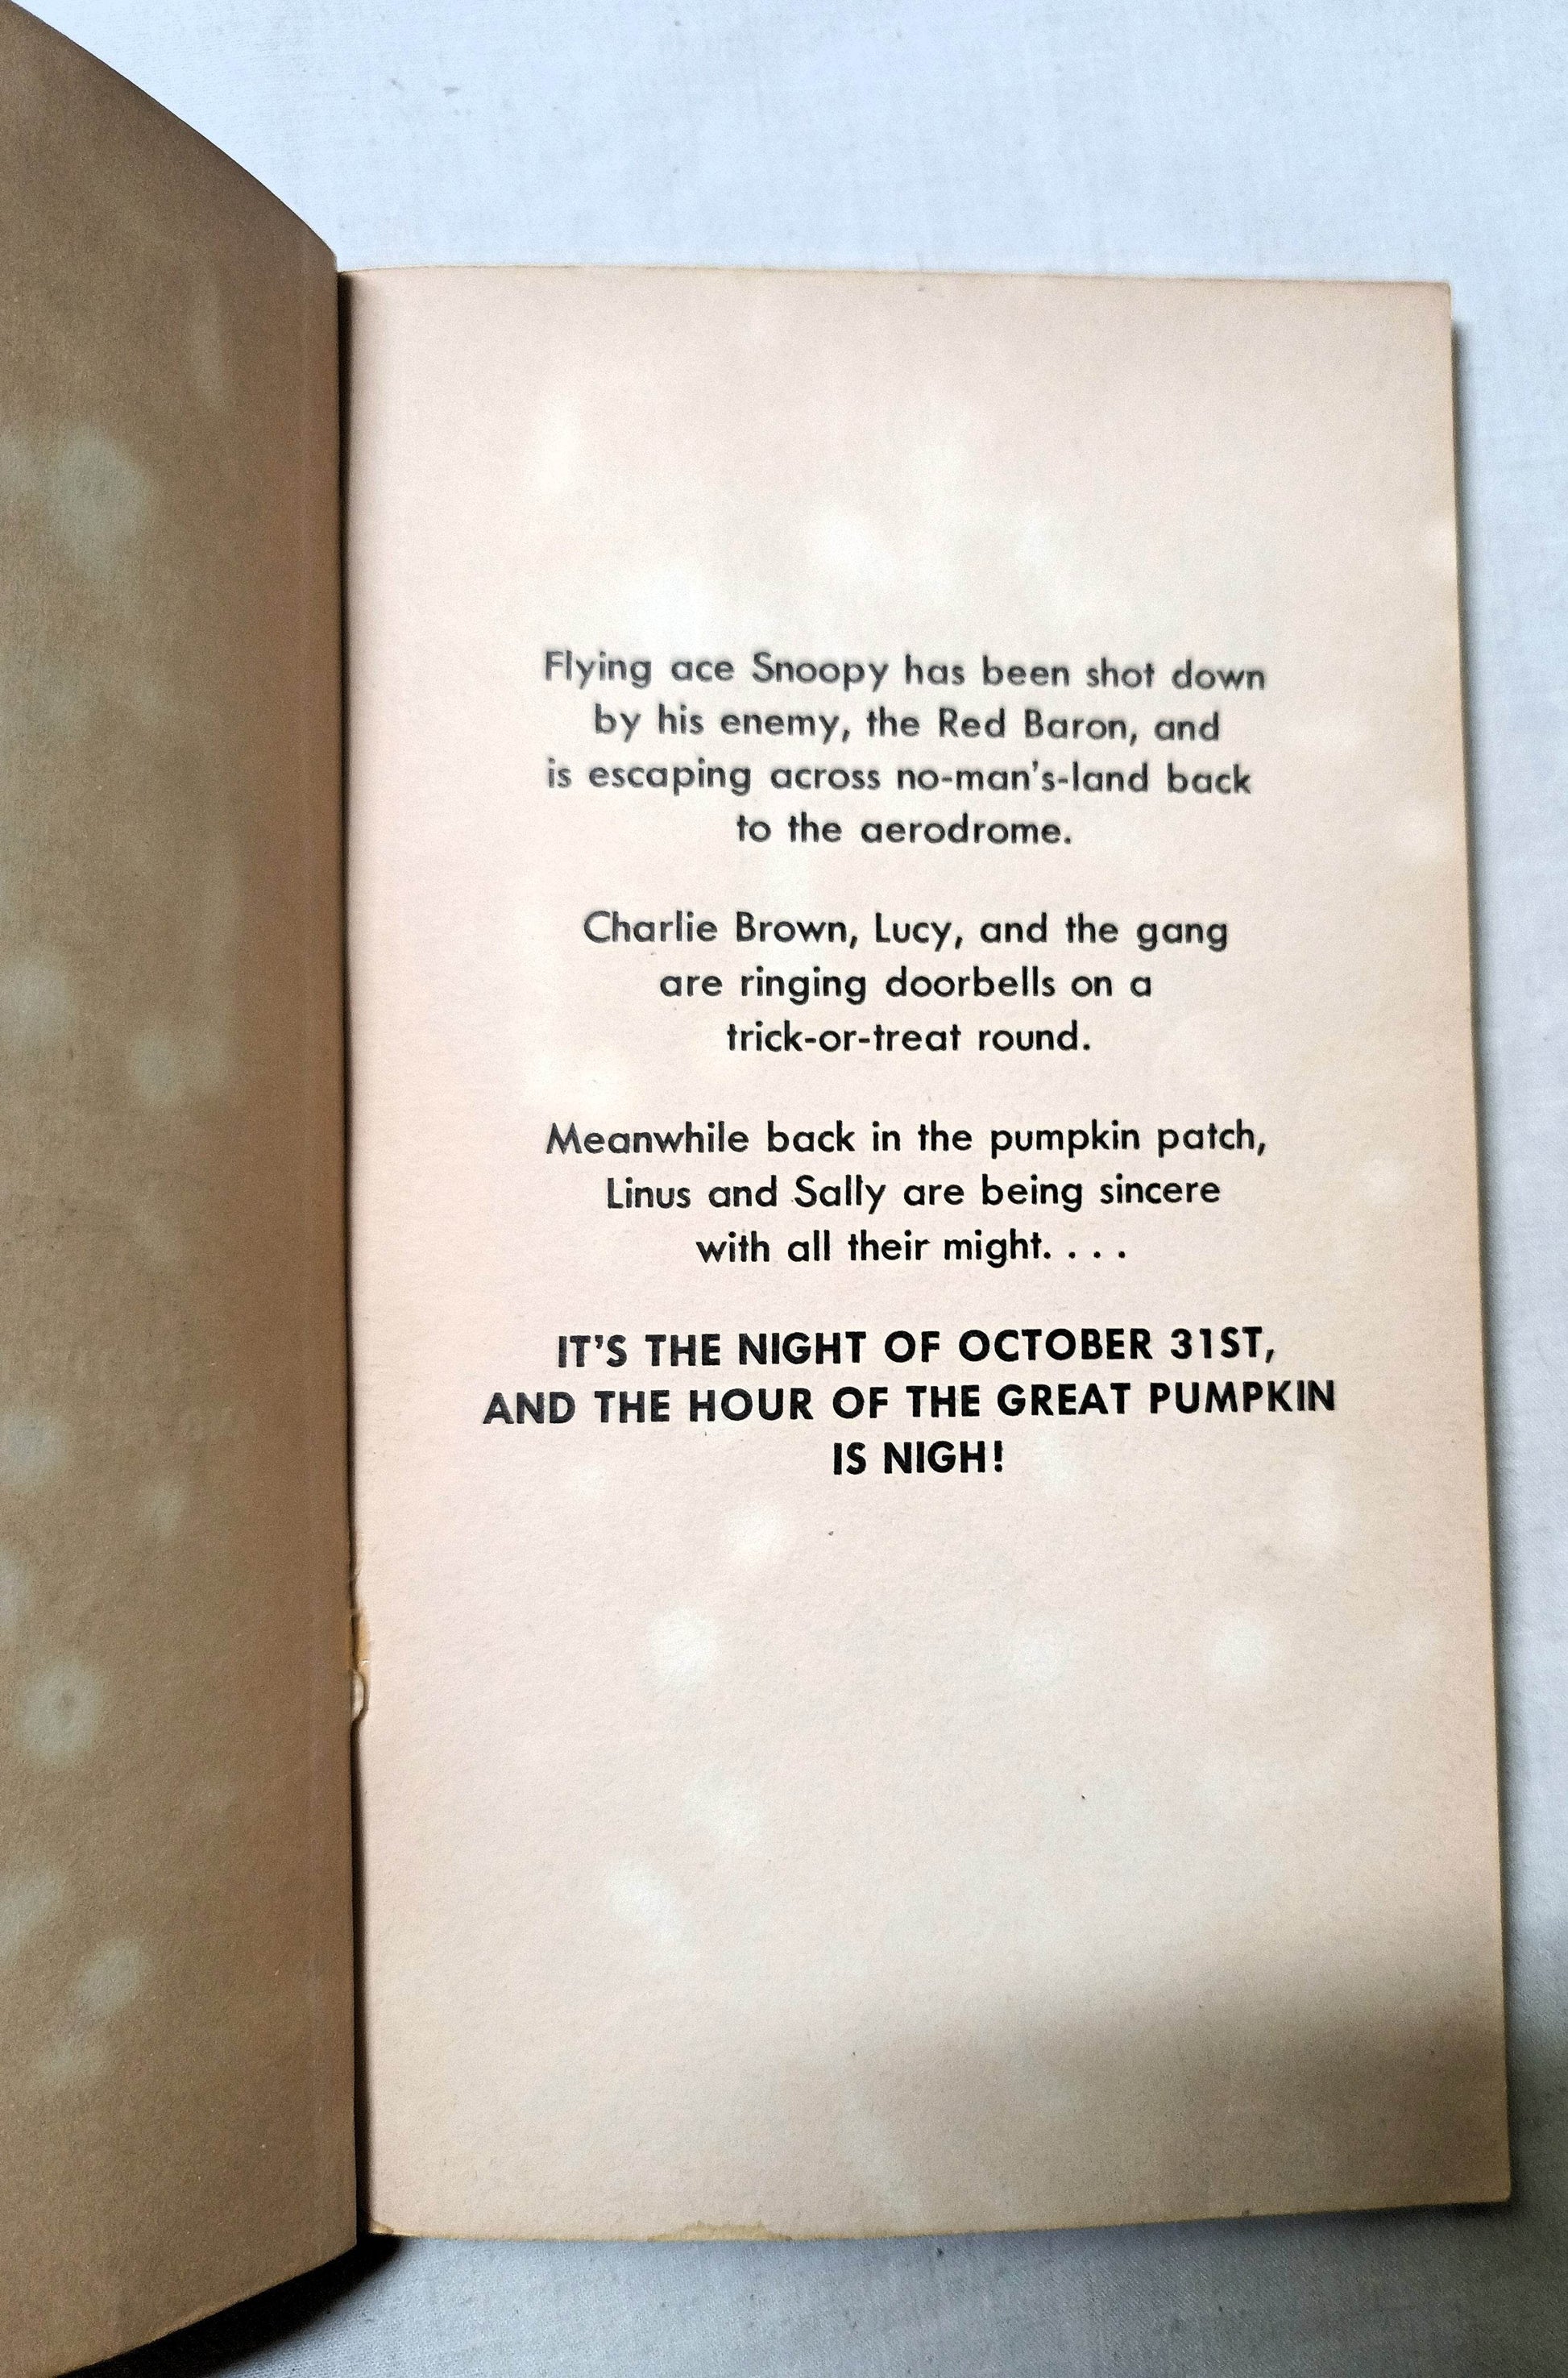 Flying ace Snoopy has been shot down
by his enemy, the Red Baron, and
is escaping across no-man's-land back
to the aerodrome.
Charlie Brown, Lucy, and the gang
are ringing doorbells on a
trick-or-treat round.
Meanwhile back in the pumpkin patch,
Linus and Sally are being sincere
with all their might. . . .
IT'S THE NIGHT OF OCTOBER 31ST,
AND THE HOUR OF THE GREAT PUMPKIN
IS NIGH!